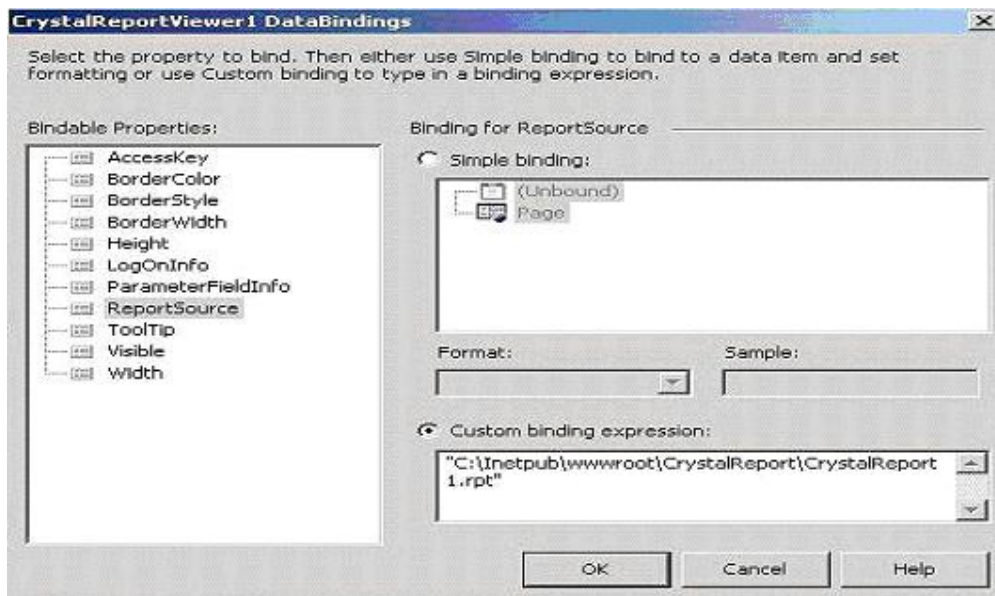 CrystalReportViewer1 DataBindings
Select the property to bind. Then either use Simple binding to bind to a data item and set
formatting or use Custom binding to type in a binding expression.
Bindable Properties:
AccessKey
BorderColor
BorderStyle
BorderWidth
Height
LogOnInfo
ParameterFieldInfo
ReportSource
ToolTip
Visible
Width
Binding for ReportSource
Simple binding:
(Unbound)
Page
Format:
Sample:
Custom binding expression:
"C:\Inetpub\wwwroot\CrystalReport\CrystalReport
1.rpt"
OK
Cancel
Help